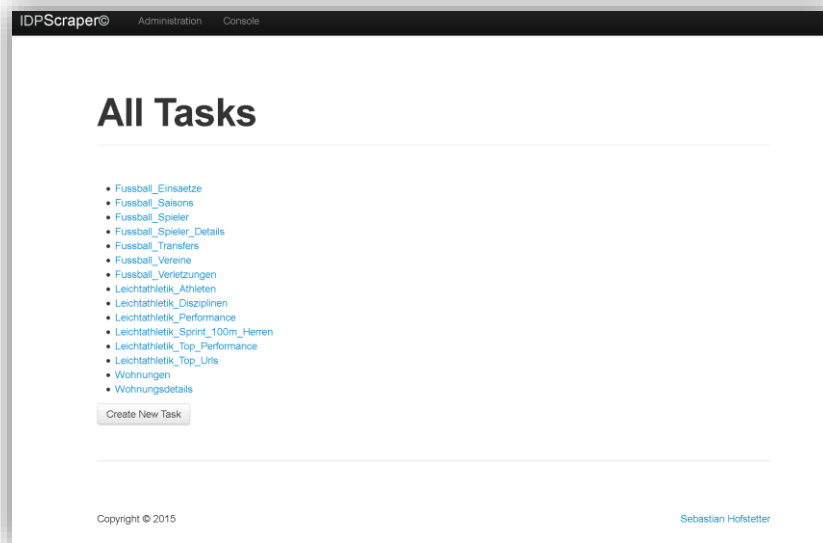 IDPScraper© Administration Console
All Tasks
Fussball_Einsaetze
Fussball_Saisons
Fussball_Spieler
Fussball_Spieler_Details
Fussball_Transfers
Fussball_Vereine
Fussball_Verletzungen
Leichtathletik_Athleten
Leichtathletik_Disziplinen
Leichtathletik_Performance
Leichtathletik_Sprint_100m_Herren
Leichtathletik_Top_Performance
Leichtathletik_Top_Urls
Wohnungen
Wohnungsdetails
Create New Task
Copyright © 2015 Sebastian Hofstetter